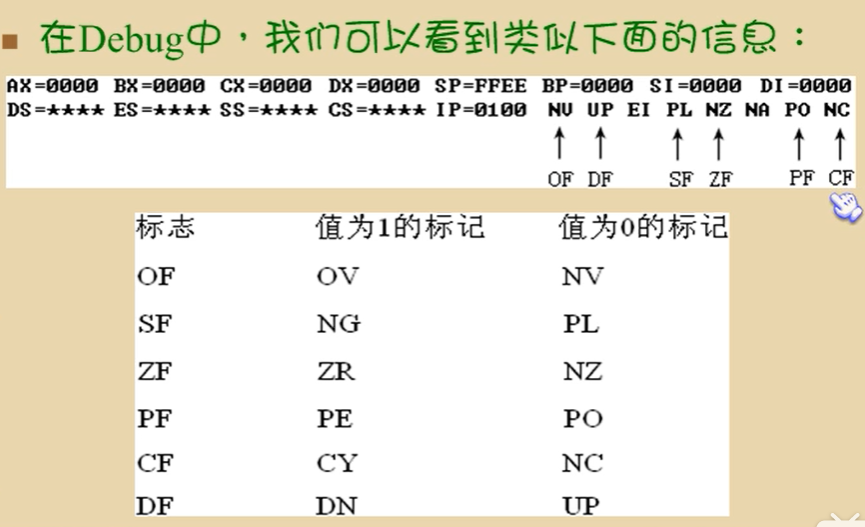 在Debug中，我们可以看到类似下面的信息：
AX=0000 BX=0000 CX=0000 DX=0000 SP=FFEE BP=0000 SI=0000 DI=0000
DS=**** ES=**** SS=**** CS=**** IP=0100 NV UP EI PL NZ NA PO NC
OF DF SF ZF PF CF
标志 值为1的标记 值为0的标记
OF OV NV
SF NG PL
ZF ZR NZ
PF PE PO
CF CY NC
DF DN UP